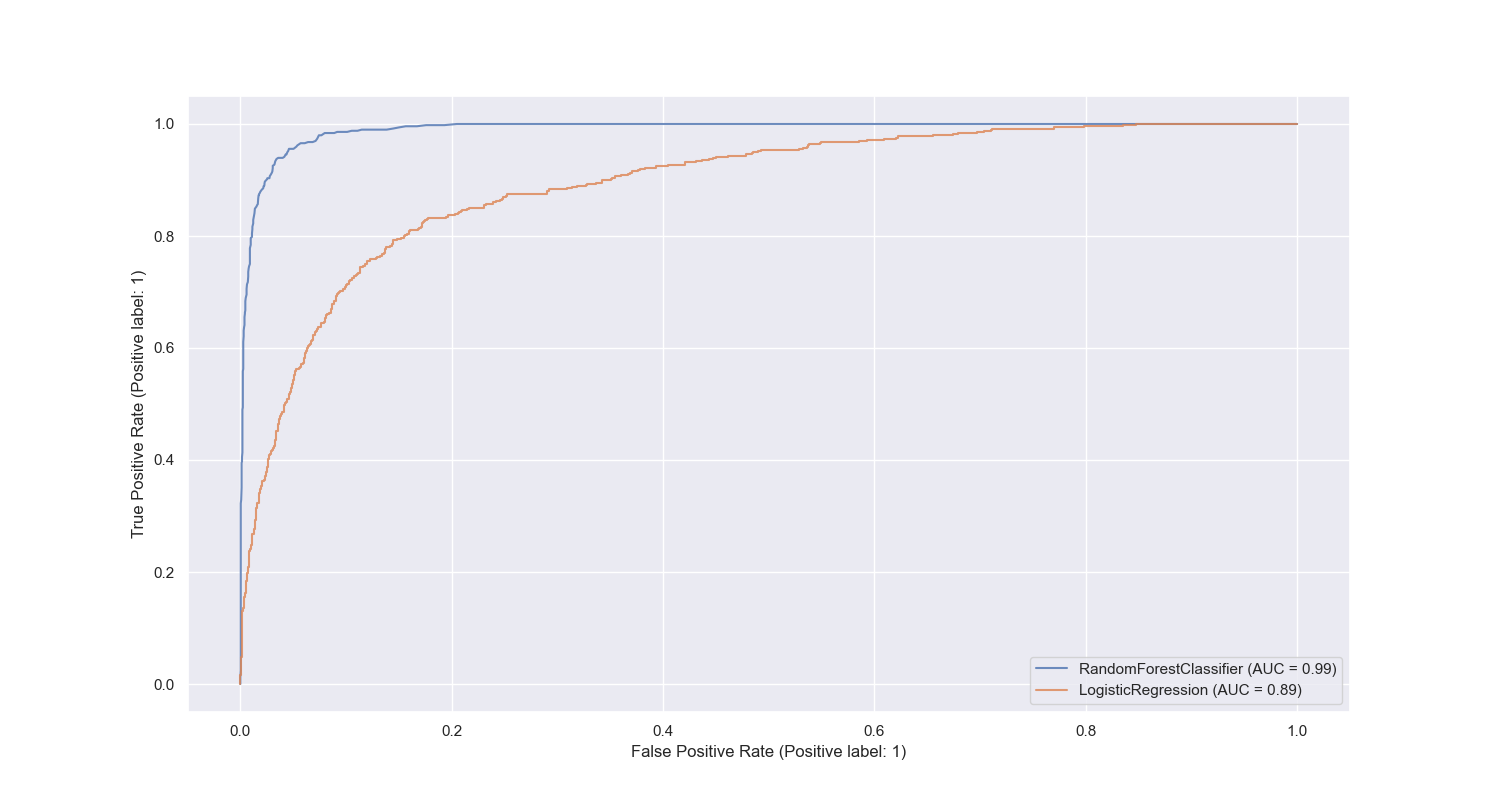 1.0
0.8
0.6
0.4
0.2
0.0
True Positive Rate (Positive label: 1)
RandomForestClassifier (AUC = 0.99)
LogisticRegression (AUC = 0.89)
0.0 0.2 0.4 0.6 0.8 1.0
False Positive Rate (Positive label: 1)